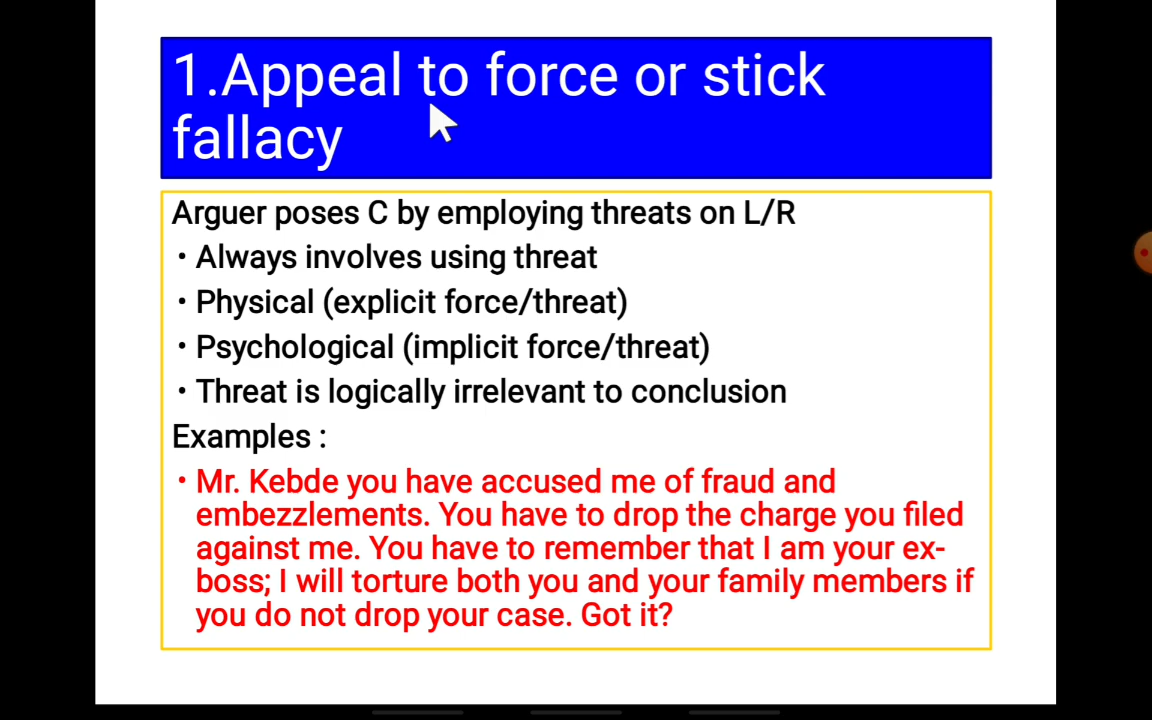 1.Appeal to force or stick
fallacy
Arguer poses C by employing threats on L/R
• Always involves using threat
• Physical (explicit force/threat)
• Psychological (implicit force/threat)
• Threat is logically irrelevant to conclusion
Examples :
• Mr. Kebde you have accused me of fraud and
embezzlements. You have to drop the charge you filed
against me. You have to remember that I am your ex-
boss; I will torture both you and your family members if
you do not drop your case. Got it?